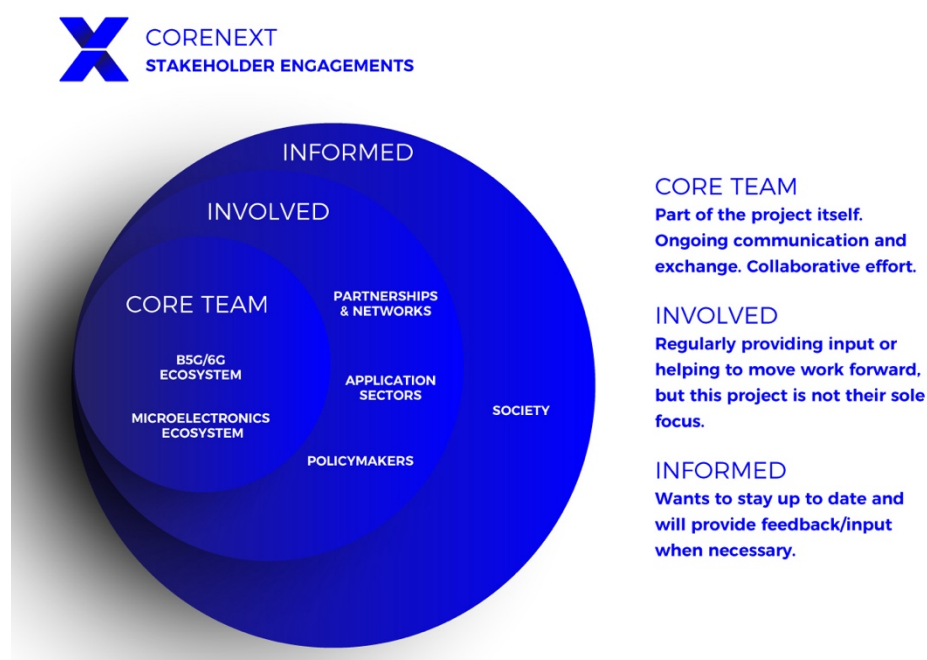 CORENEXT
STAKEHOLDER ENGAGEMENTS
INFORMED
INVOLVED
CORE TEAM
B5G/6G
ECOSYSTEM
MICROELECTRONICS
ECOSYSTEM
PARTNERSHIPS
& NETWORKS
APPLICATION
SECTORS
POLICYMAKERS
SOCIETY
CORE TEAM
Part of the project itself.
Ongoing communication and
exchange. Collaborative effort.
INVOLVED
Regularly providing input or
helping to move work forward,
but this project is not their sole
focus.
INFORMED
Wants to stay up to date and
will provide feedback/input
when necessary.